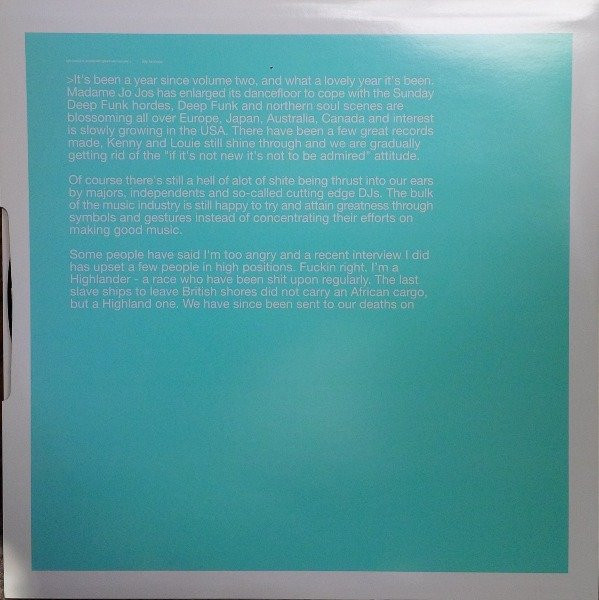 >It's been a year since volume two, and what a lovely year it's been.
Madame Jo Jos has enlarged its dancefloor to cope with the Sunday
Deep Funk hordes, Deep Funk and northern soul scenes are
blossoming all over Europe, Japan, Australia, Canada and interest
is slowly growing in the USA. There have been a few great records
made, Kenny and Louie still shine through and we are gradually
getting rid of the "if it's not new it's not to be admired" attitude.
Of course there's still a hell of alot of shite being thrust into our ears
by majors, independents and so-called cutting edge DJs. The bulk
of the music industry is still happy to try and attain greatness through
symbols and gestures instead of concentrating their efforts on
making good music.
Some people have said I'm too angry and a recent interview I did
has upset a few people in high positions. Fuckin right, I'm a
Highlander - a race who have been shit upon regularly. The last
slave ships to leave British shores did not carry an African cargo,
but a Highland one. We have since been sent to our deaths on